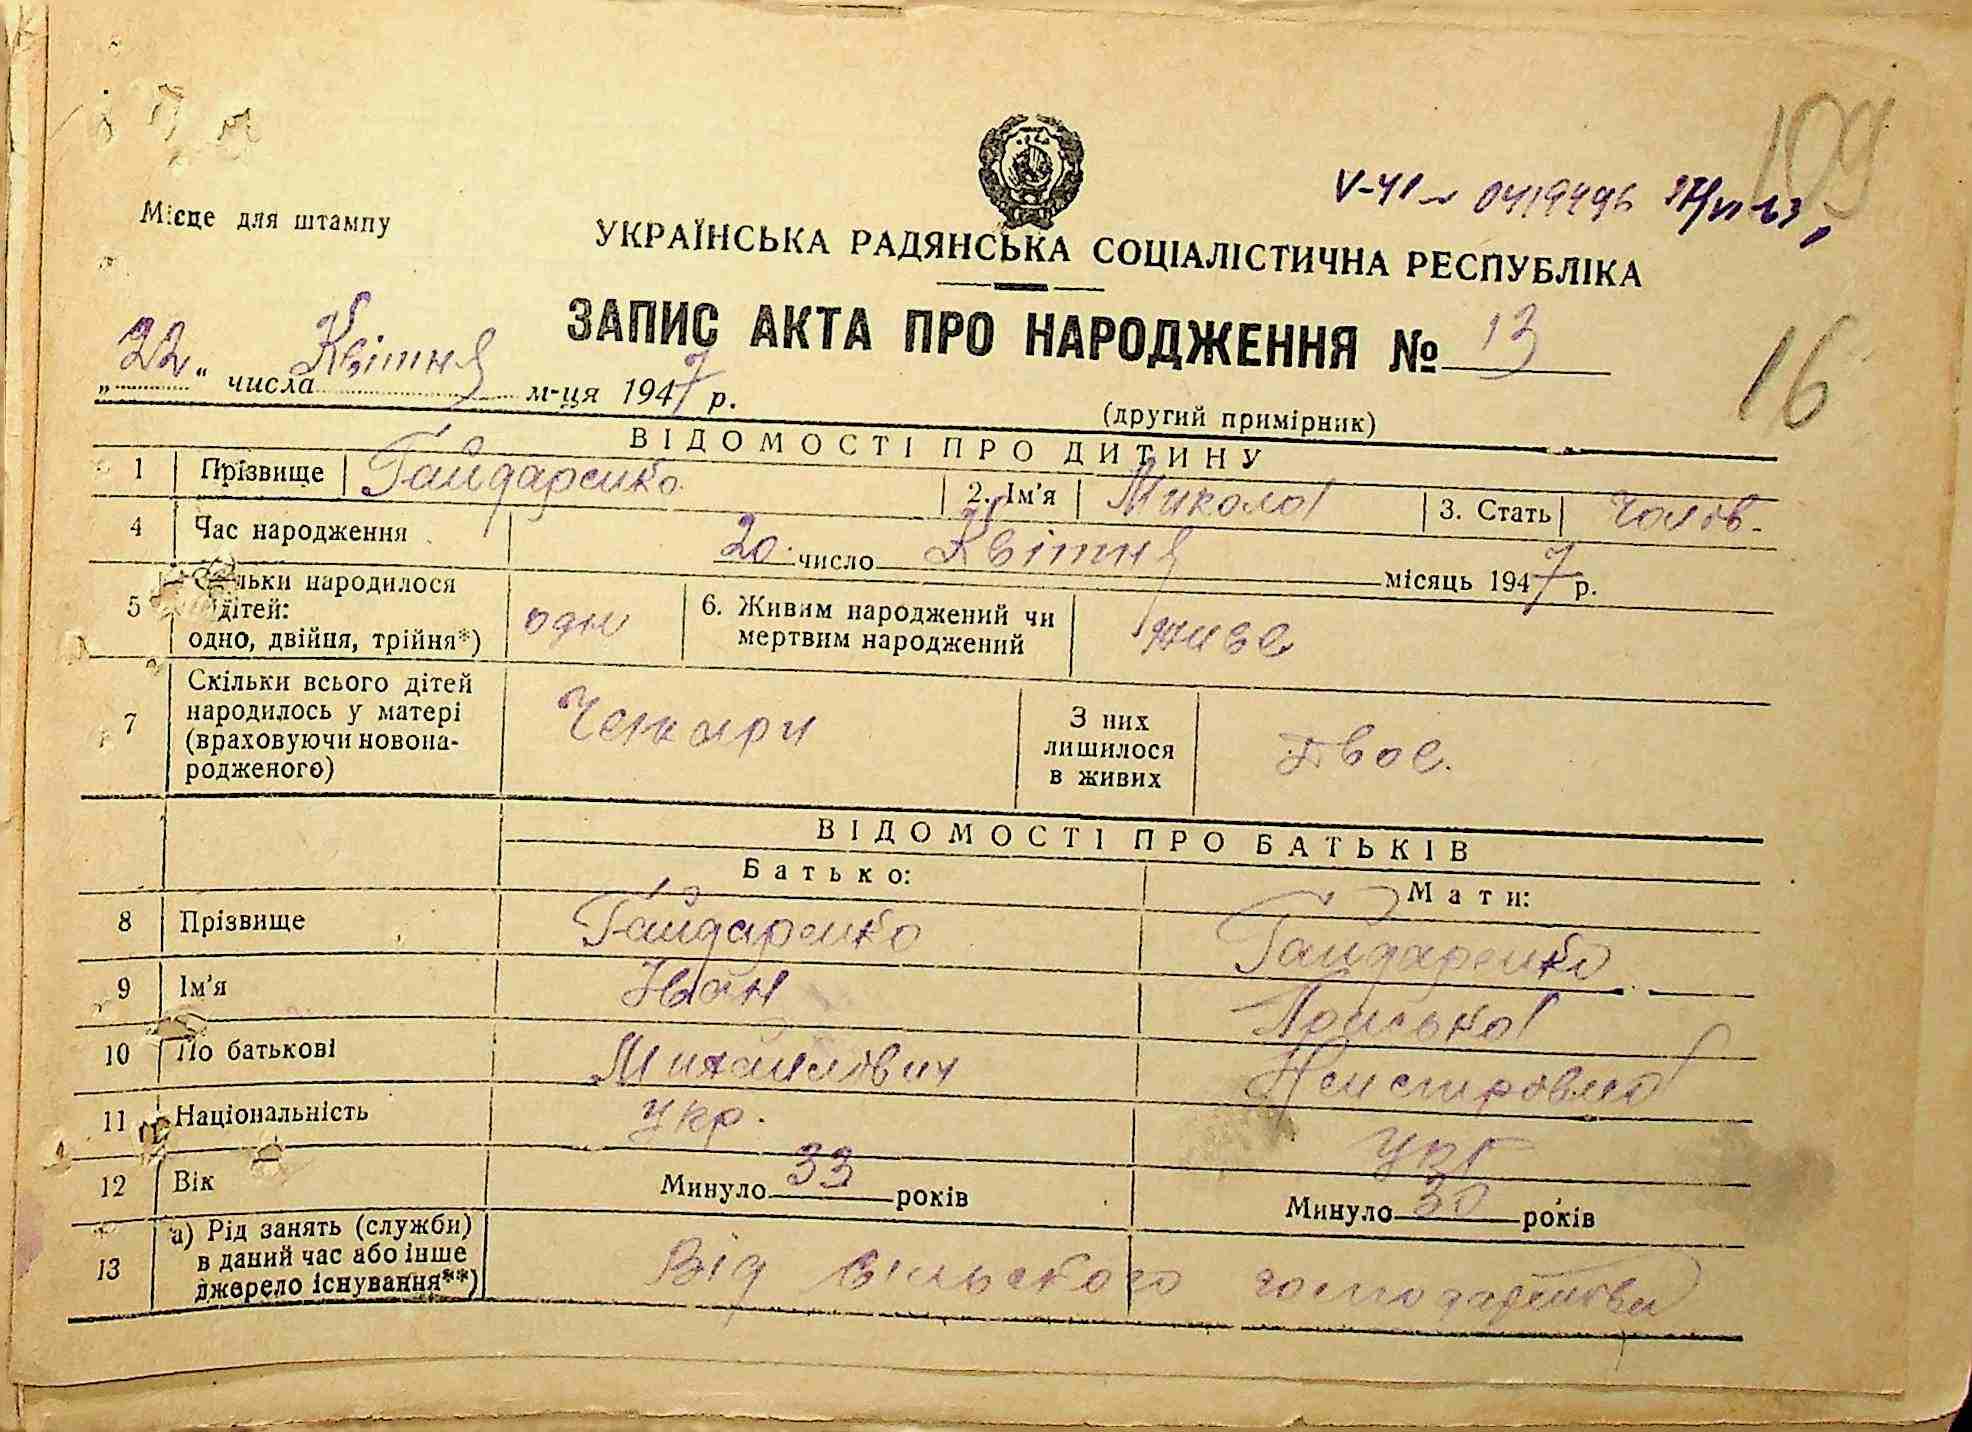 109
V-УІ № 0419496
Місце для штампу
УКРАЇНСЬКА РАДЯНСЬКА СОЦІАЛІСТИЧНА РЕСПУБЛІКА
ЗАПИС АКТА ПРО НАРОДЖЕННЯ № 13
16
„22“ числа Квітня м-ця 1947 р.
(другий примірник)
ВІДОМОСТІ ПРО ДИТИНУ
1 Прізвище Гайдаренко 2. Ім'я Микола 3. Стать Чолов.
4 Час народження 20 число Квітня місяць 1947 р.
5 Скільки народилося дітей: одно, двійня, трійня*) одн 6. Живим народжений чи мертвим народжений живе
7 Скільки всього дітей народилось у матері (враховуючи новонародженого) Четари З них лишилося в живих двоє.
ВІДОМОСТІ ПРО БАТЬКІВ
Батько: Мати:
8 Прізвище Гайдаренко Гайдаренко
9 Ім'я Іван Приська
10 По батькові Михайлович Неистровна
11 Національність Укр. Укр
12 Вік Минуло 33 років Минуло 30 років
13 а) Рід занять (служби) в даний час або інше джерело існування**) Від сільского господарства